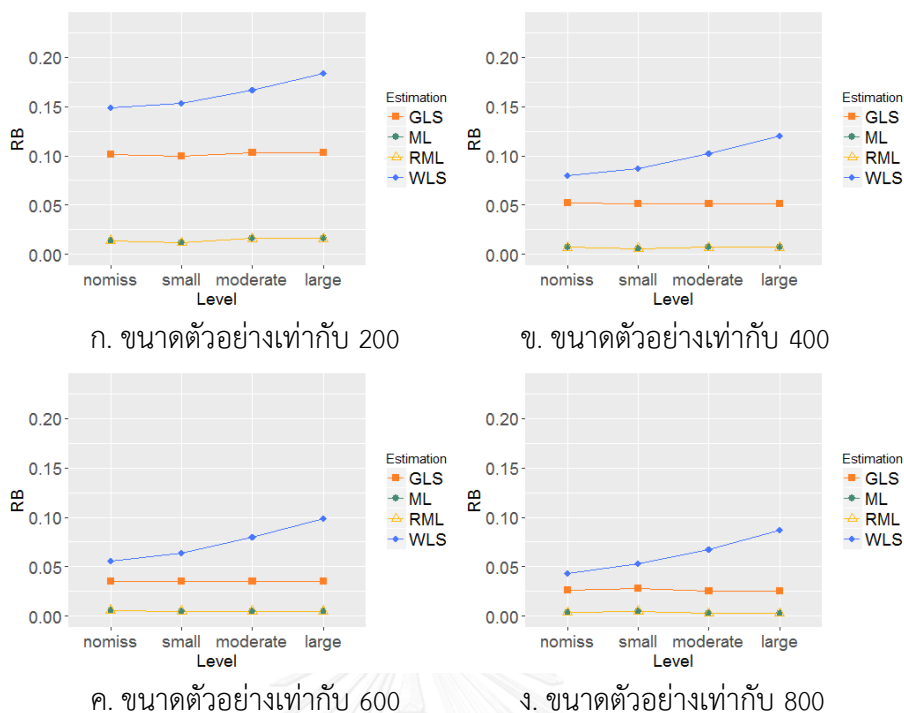 0.20
0.15
0.10
0.05
0.00
RB
nomiss small moderate large
Level
Estimation
GLS
ML
RML
WLS
ก. ขนาดตัวอย่างเท่ากับ 200
0.20
0.15
0.10
0.05
0.00
RB
nomiss small moderate large
Level
Estimation
GLS
ML
RML
WLS
ข. ขนาดตัวอย่างเท่ากับ 400
0.20
0.15
0.10
0.05
0.00
RB
nomiss small moderate large
Level
Estimation
GLS
ML
RML
WLS
ค. ขนาดตัวอย่างเท่ากับ 600
0.20
0.15
0.10
0.05
0.00
RB
nomiss small moderate large
Level
Estimation
GLS
ML
RML
WLS
ง. ขนาดตัวอย่างเท่ากับ 800